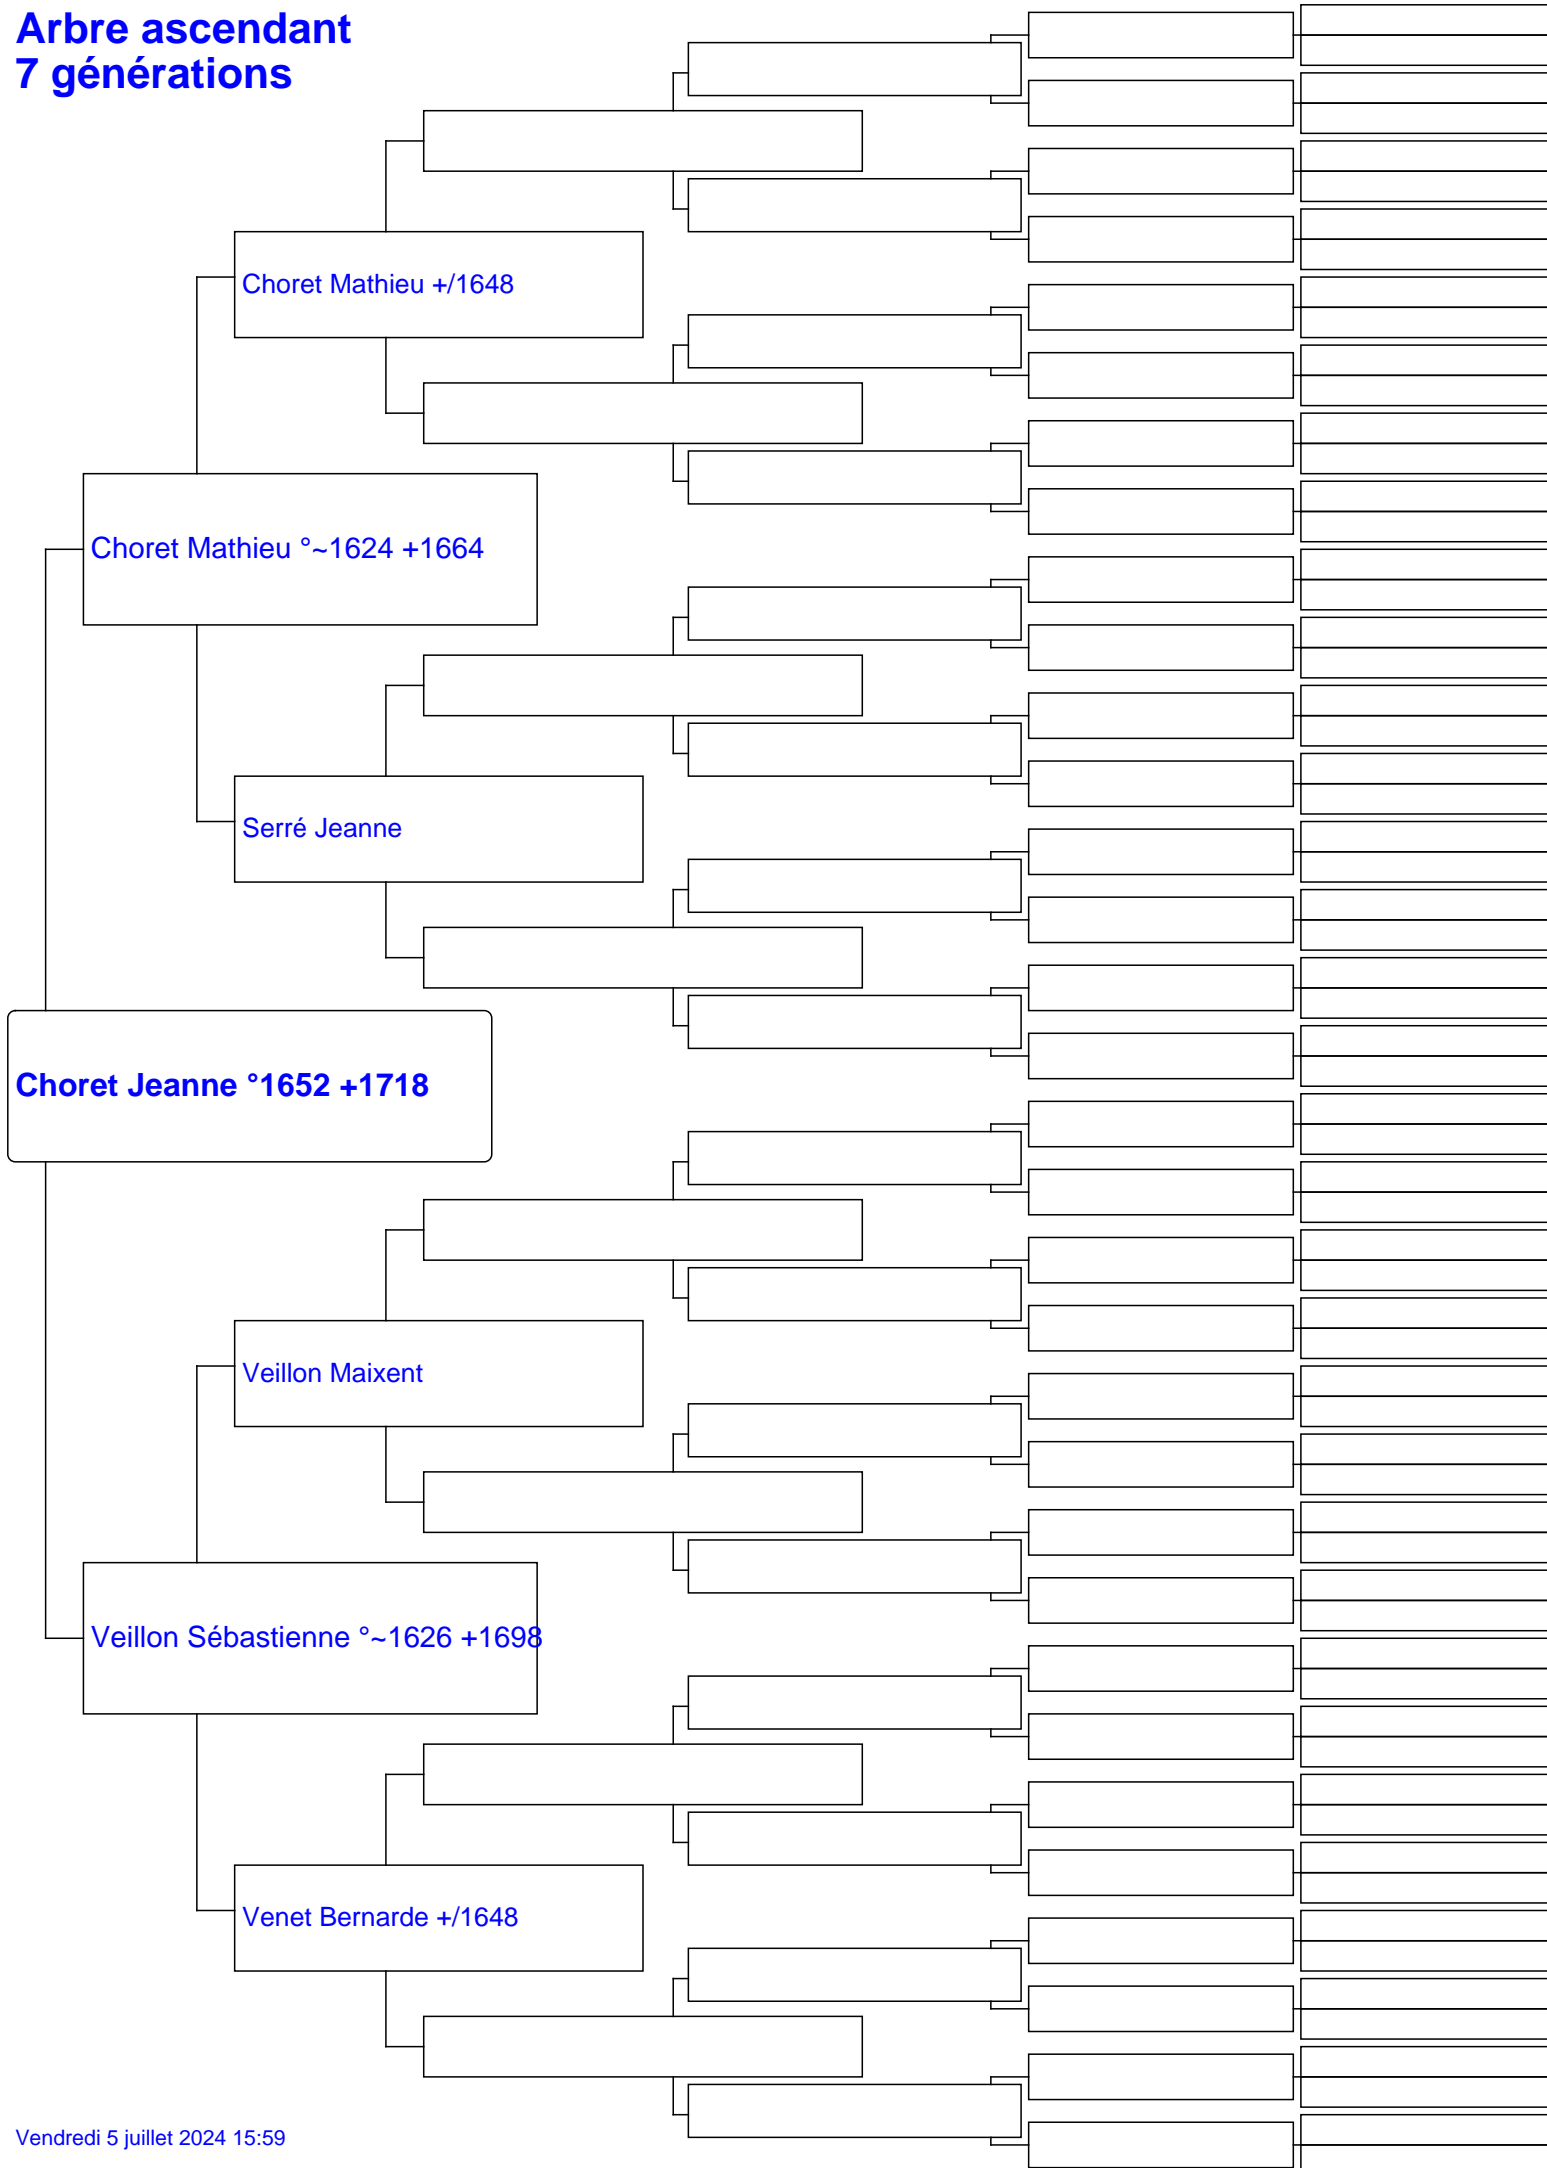 Arbre ascendant
7 générations
Choret Mathieu +/1648
Choret Mathieu °~1624 +1664
Serré Jeanne
Choret Jeanne °1652 +1718
Veillon Maixent
Veillon Sébastienne °~1626 +1698
Venet Bernarde +/1648
Vendredi 5 juillet 2024 15:59